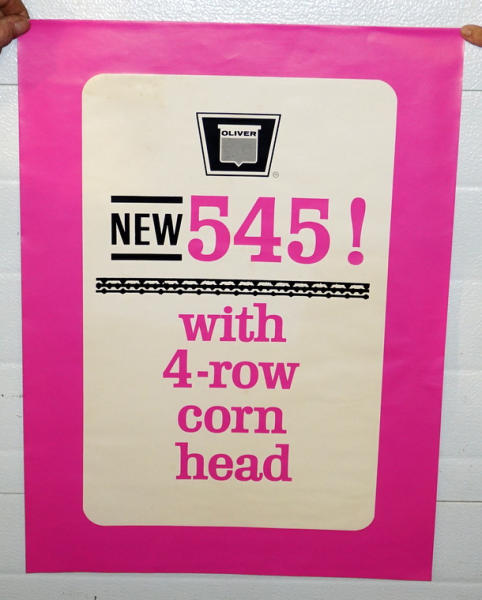 OLIVER
®
NEW 545!
with
4-row
corn
head